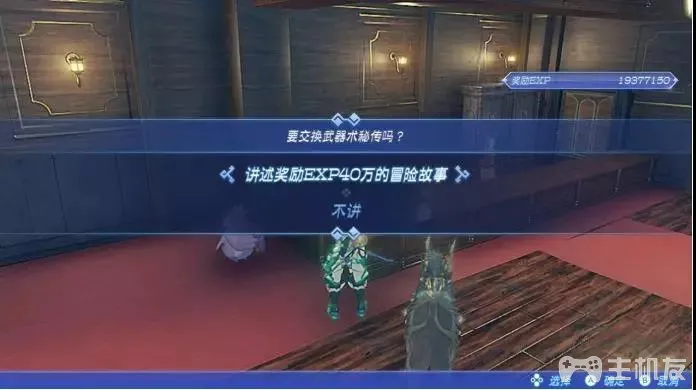 奖励EXP 19377150
要交换武器术秘传吗？
讲述奖励EXP40万的冒险故事
不讲
选择 A 确定 B 取消
主机友